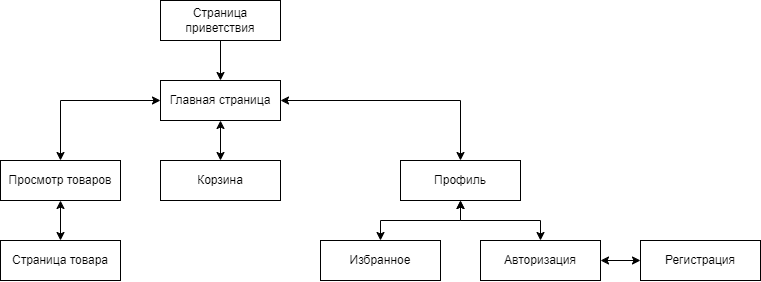 Страница
приветствия
Главная страница
Просмотр товаров
Корзина
Профиль
Страница товара
Избранное
Авторизация
Регистрация